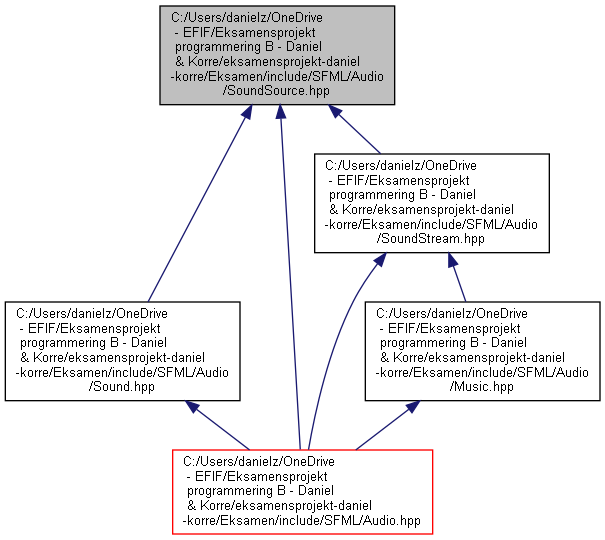 C:/Users/danielz/OneDrive
- EFIF/Eksamensprojekt
programmering B - Daniel
& Korre/eksamensprojekt-daniel
-korre/Eksamen/include/SFML/Audio
/SoundSource.hpp
C:/Users/danielz/OneDrive
- EFIF/Eksamensprojekt
programmering B - Daniel
& Korre/eksamensprojekt-daniel
-korre/Eksamen/include/SFML/Audio
/SoundStream.hpp
C:/Users/danielz/OneDrive
- EFIF/Eksamensprojekt
programmering B - Daniel
& Korre/eksamensprojekt-daniel
-korre/Eksamen/include/SFML/Audio
/Sound.hpp
C:/Users/danielz/OneDrive
- EFIF/Eksamensprojekt
programmering B - Daniel
& Korre/eksamensprojekt-daniel
-korre/Eksamen/include/SFML/Audio
/Music.hpp
C:/Users/danielz/OneDrive
- EFIF/Eksamensprojekt
programmering B - Daniel
& Korre/eksamensprojekt-daniel
-korre/Eksamen/include/SFML/Audio.hpp